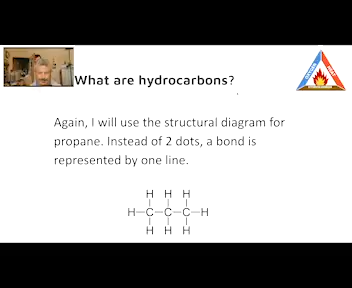 What are hydrocarbons?
Again, I will use the structural diagram for
propane. Instead of 2 dots, a bond is
represented by one line.
H H H
H-C-C-C-H
H H H